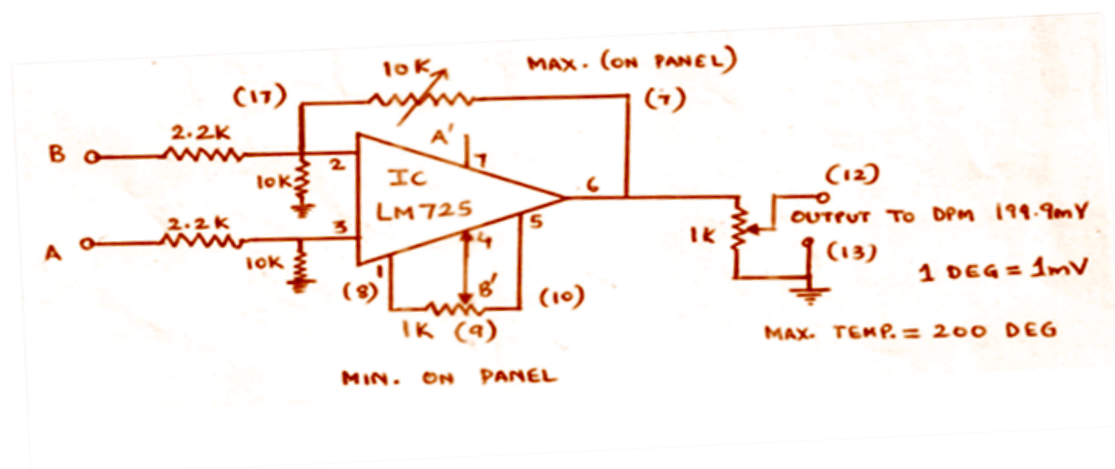 10K
MAX. (ON PANEL)
(17)
(7)
2.2K
A'
B
2
7
10K
IC
6
(12)
LM725
OUTPUT TO DPM 199.9mV
2.2K
3
5
1K
A
10K
4
(13)
1
1 DEG = 1mV
(8)
B'
(10)
1K (9)
MAX. TEMP. = 200 DEG
MIN. ON PANEL